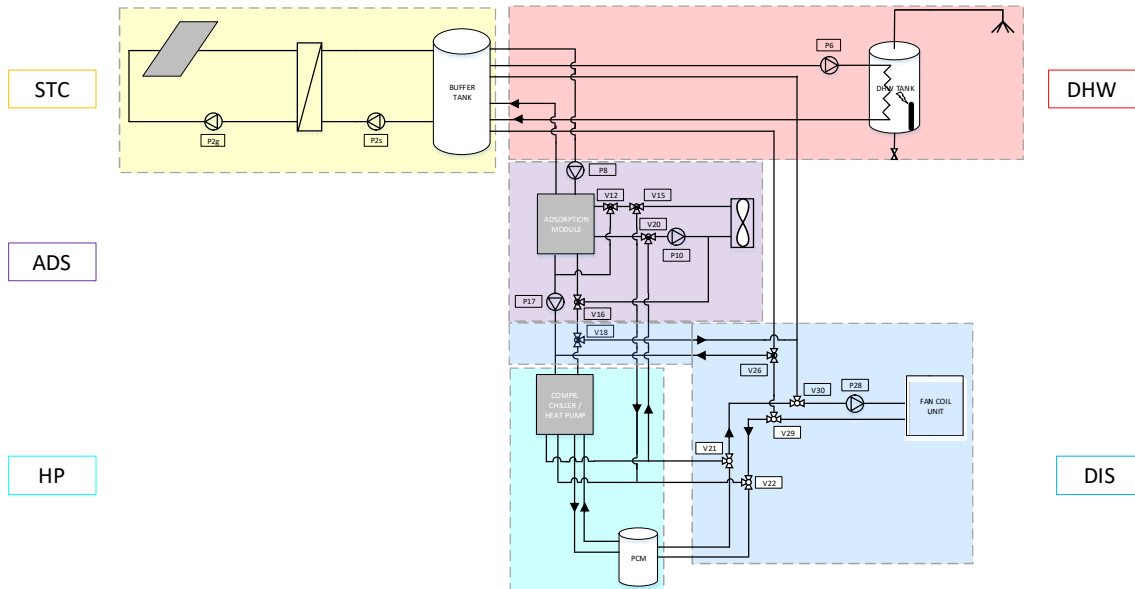 P6
STC
BUFFER
TANK
DHW TANK
DHW
P2g
P2s
P8
V12
V15
ADSORPTION
MODULE
V20
P10
ADS
P17
V16
V18
V26
COMPR.
CHILLER /
HEAT PUMP
V30
P28
FAN COIL
UNIT
V29
V21
HP
V22
DIS
PCM